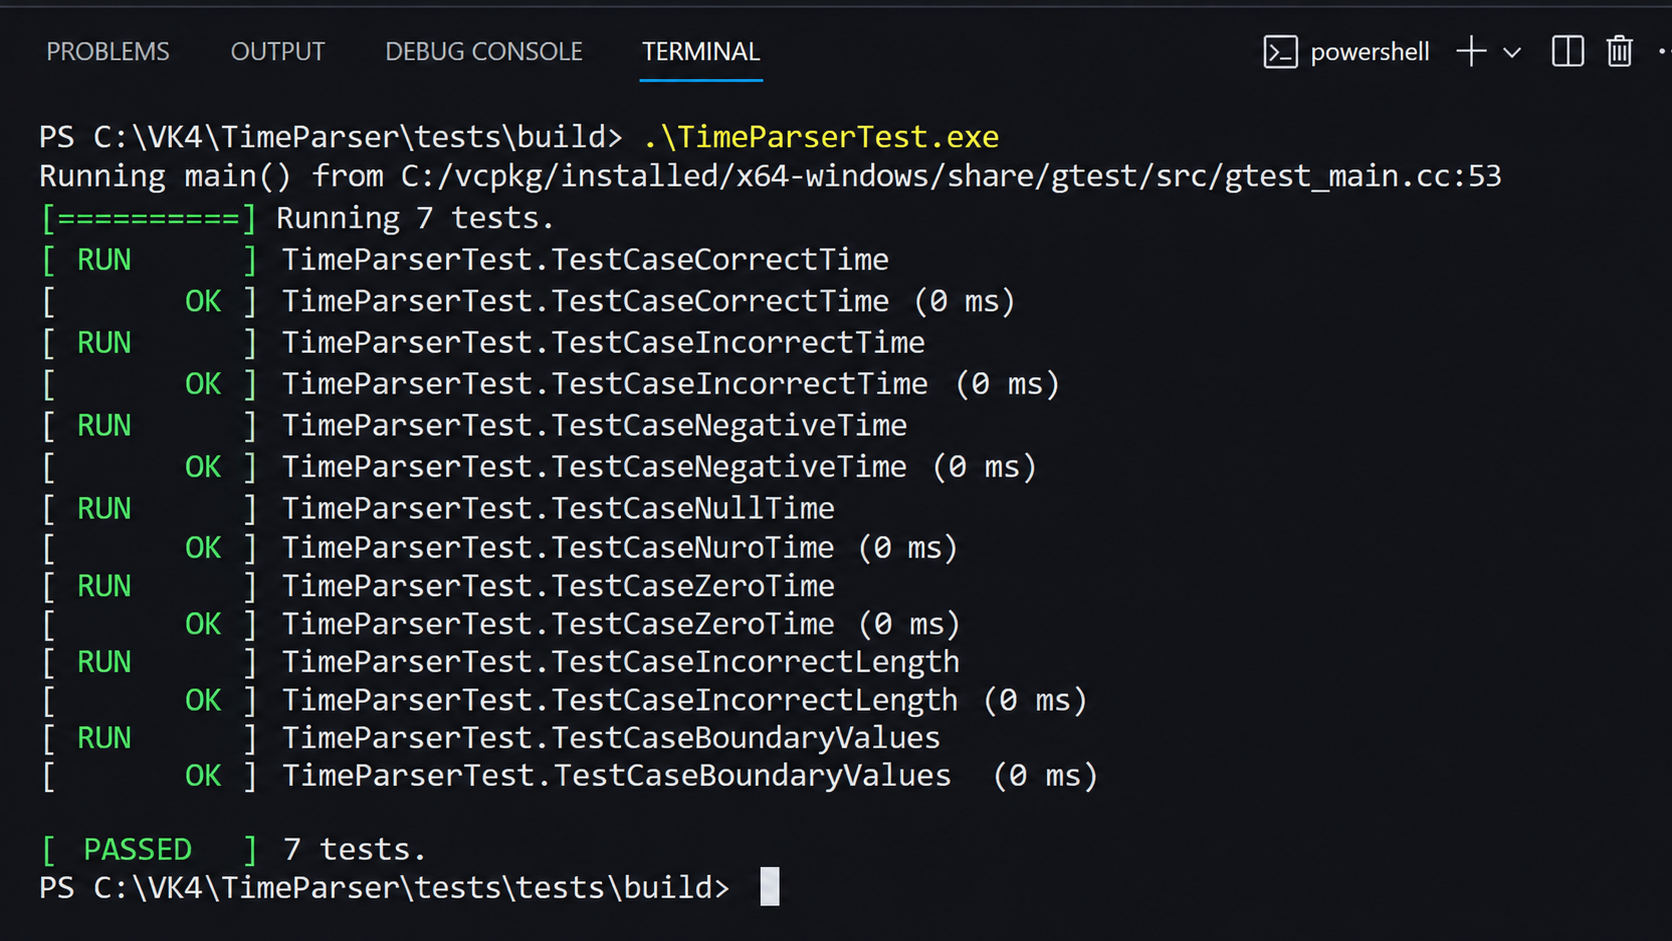 PROBLEMS OUTPUT DEBUG CONSOLE TERMINAL powershell
PS C:\VK4\TimeParser\tests\build> .\TimeParserTest.exe
Running main() from C:/vcpkg/installed/x64-windows/share/gtest/src/gtest_main.cc:53
[==========] Running 7 tests.
[ RUN      ] TimeParserTest.TestCaseCorrectTime
[       OK ] TimeParserTest.TestCaseCorrectTime (0 ms)
[ RUN      ] TimeParserTest.TestCaseIncorrectTime
[       OK ] TimeParserTest.TestCaseIncorrectTime (0 ms)
[ RUN      ] TimeParserTest.TestCaseNegativeTime
[       OK ] TimeParserTest.TestCaseNegativeTime (0 ms)
[ RUN      ] TimeParserTest.TestCaseNullTime
[       OK ] TimeParserTest.TestCaseNuroTime (0 ms)
[ RUN      ] TimeParserTest.TestCaseZeroTime
[       OK ] TimeParserTest.TestCaseZeroTime (0 ms)
[ RUN      ] TimeParserTest.TestCaseIncorrectLength
[       OK ] TimeParserTest.TestCaseIncorrectLength (0 ms)
[ RUN      ] TimeParserTest.TestCaseBoundaryValues
[       OK ] TimeParserTest.TestCaseBoundaryValues (0 ms)
[ PASSED   ] 7 tests.
PS C:\VK4\TimeParser\tests\tests\build>